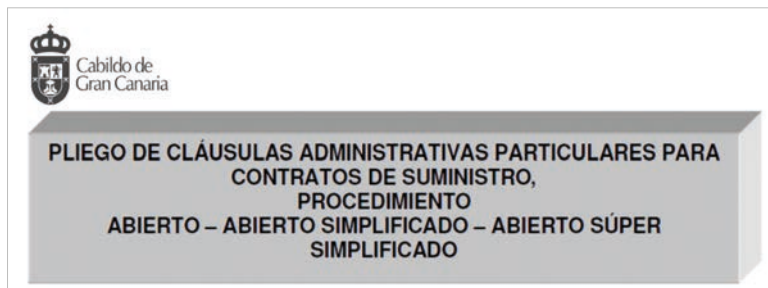 Cabildo de
Gran Canaria
PLIEGO DE CLÁUSULAS ADMINISTRATIVAS PARTICULARES PARA
CONTRATOS DE SUMINISTRO,
PROCEDIMIENTO
ABIERTO – ABIERTO SIMPLIFICADO – ABIERTO SÚPER
SIMPLIFICADO